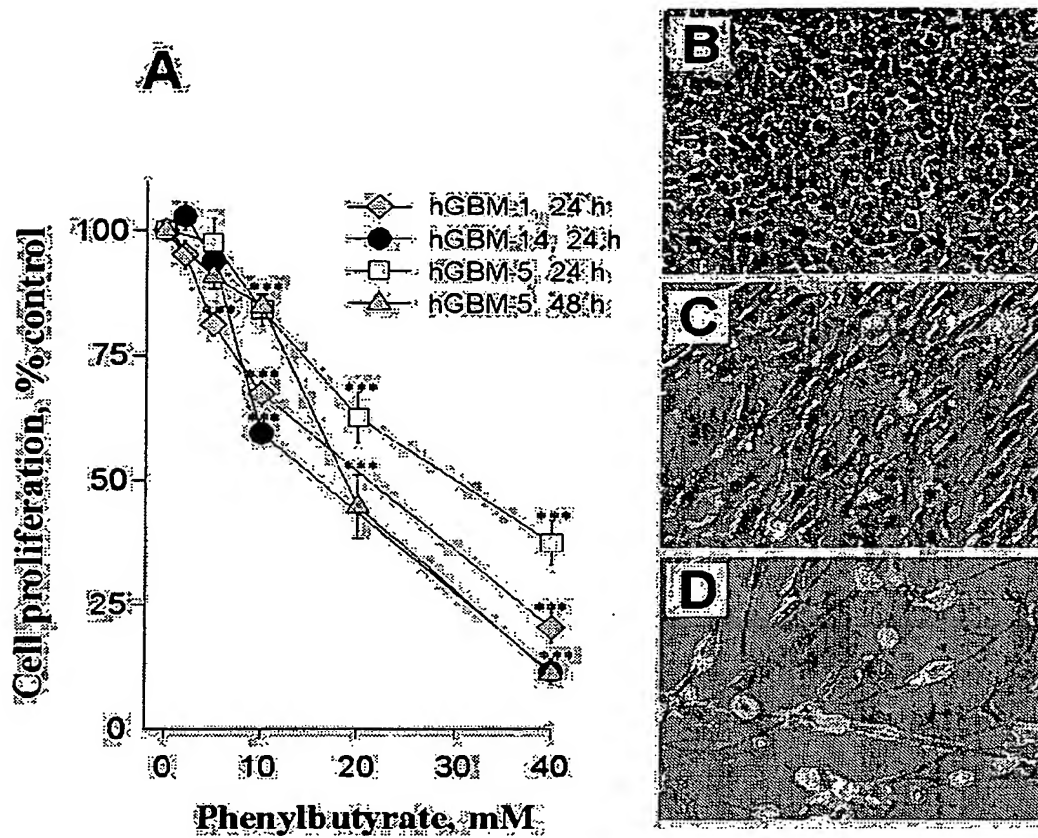 A
B
C
D
Cell proliferation, % control
100
75
50
25
0
hGBM-1, 24 h
hGBM-14, 24 h
hGBM-5, 24 h
hGBM-5, 48 h
***
***
***
***
***
***
***
***
***
0 10 20 30 40
Phenylbutyrate, mM